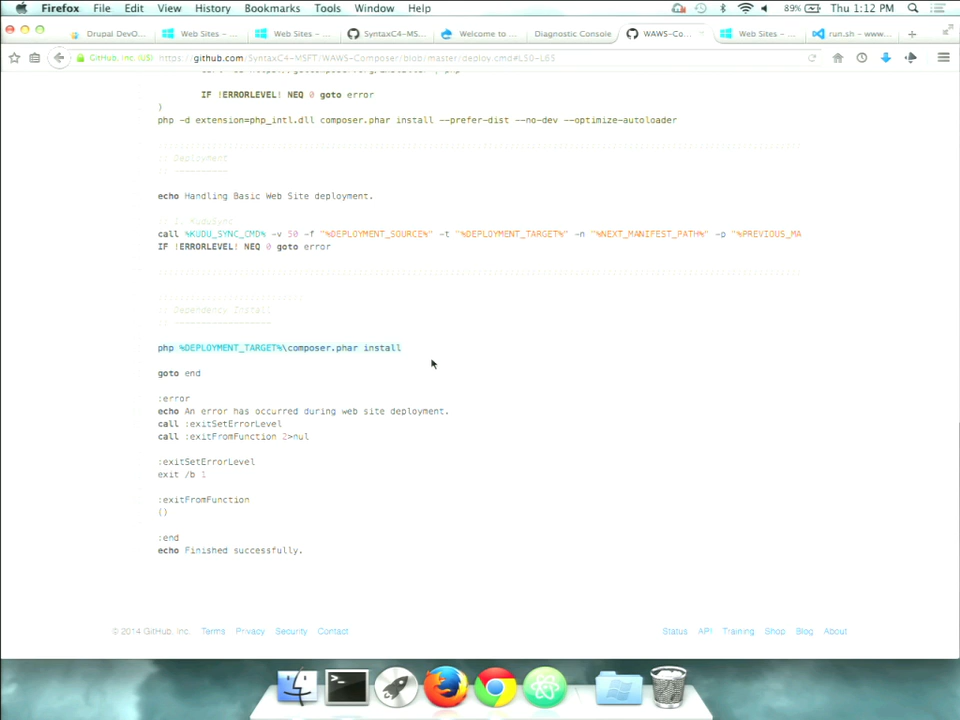 Firefox File Edit View History Bookmarks Tools Window Help 89% Thu 1:12 PM
Drupal DevO... Web Sites – ... Web Sites – ... SyntaxC4-MS... Welcome to ... Diagnostic Console WAWS-Co... Web Sites – ... run.sh – www...
GitHub, Inc. (US) https://github.com/SyntaxC4-MSFT/WAWS-Composer/blob/master/deploy.cmd#L50-L65
IF !ERRORLEVEL! NEQ 0 goto error
)
php -d extension=php_intl.dll composer.phar install --prefer-dist --no-dev --optimize-autoloader
:: Deployment
:: ----------
echo Handling Basic Web Site deployment.
:: 1. KuduSync
call %KUDU_SYNC_CMD% -v 50 -f "%DEPLOYMENT_SOURCE%" -t "%DEPLOYMENT_TARGET%" -n "%NEXT_MANIFEST_PATH%" -p "%PREVIOUS_MA
IF !ERRORLEVEL! NEQ 0 goto error
:: Dependency Install
:: ------------------
php %DEPLOYMENT_TARGET%\composer.phar install
goto end
:error
echo An error has occurred during web site deployment.
call :exitSetErrorLevel
call :exitFromFunction 2>nul
:exitSetErrorLevel
exit /b 1
:exitFromFunction
()
:end
echo Finished successfully.
© 2014 GitHub, Inc. Terms Privacy Security Contact Status API Training Shop Blog About